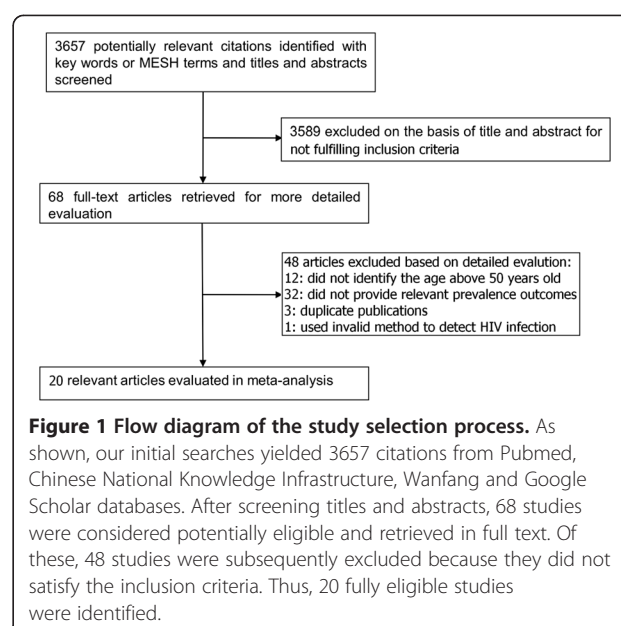 3657 potentially relevant citations identified with
key words or MESH terms and titles and abstracts
screened
3589 excluded on the basis of title and abstract for
not fulfilling inclusion criteria
68 full-text articles retrieved for more detailed
evaluation
48 articles excluded based on detailed evalution:
12: did not identify the age above 50 years old
32: did not provide relevant prevalence outcomes
3: duplicate publications
1: used invalid method to detect HIV infection
20 relevant articles evaluated in meta-analysis
Figure 1 Flow diagram of the study selection process. As
shown, our initial searches yielded 3657 citations from Pubmed,
Chinese National Knowledge Infrastructure, Wanfang and Google
Scholar databases. After screening titles and abstracts, 68 studies
were considered potentially eligible and retrieved in full text. Of
these, 48 studies were subsequently excluded because they did not
satisfy the inclusion criteria. Thus, 20 fully eligible studies
were identified.